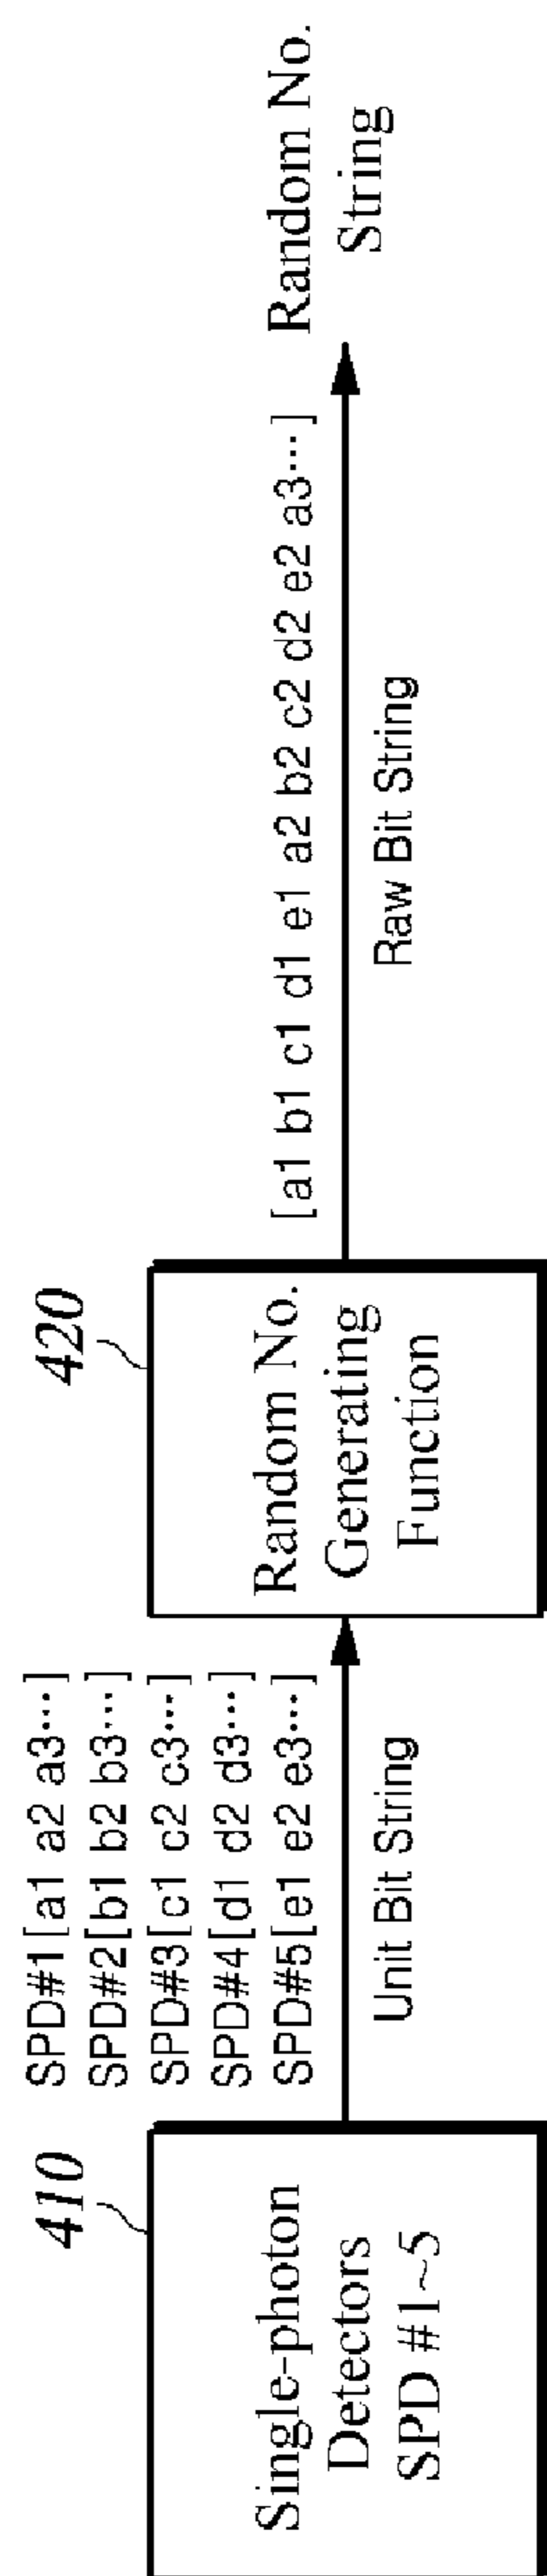 410
Single-photon
Detectors
SPD #1~5
SPD#1[a1 a2 a3···]
SPD#2[b1 b2 b3···]
SPD#3[c1 c2 c3···]
SPD#4[d1 d2 d3···]
SPD#5[e1 e2 e3···]
Unit Bit String
420
Random No.
Generating
Function
[a1 b1 c1 d1 e1 a2 b2 c2 d2 e2 a3···]
Raw Bit String
Random No.
String